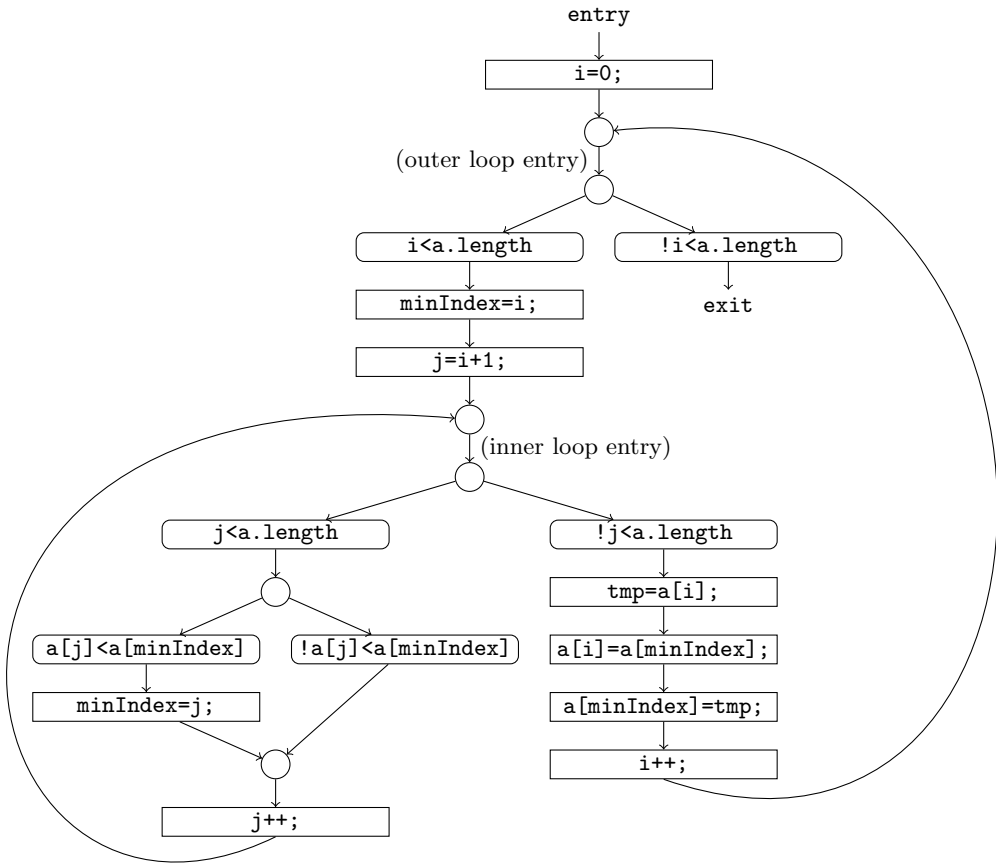 entry
i=0;
(outer loop entry)
i<a.length
!i<a.length
minIndex=i;
exit
j=i+1;
(inner loop entry)
j<a.length
!j<a.length
tmp=a[i];
a[j]<a[minIndex]
!a[j]<a[minIndex]
a[i]=a[minIndex];
minIndex=j;
a[minIndex]=tmp;
i++;
j++;